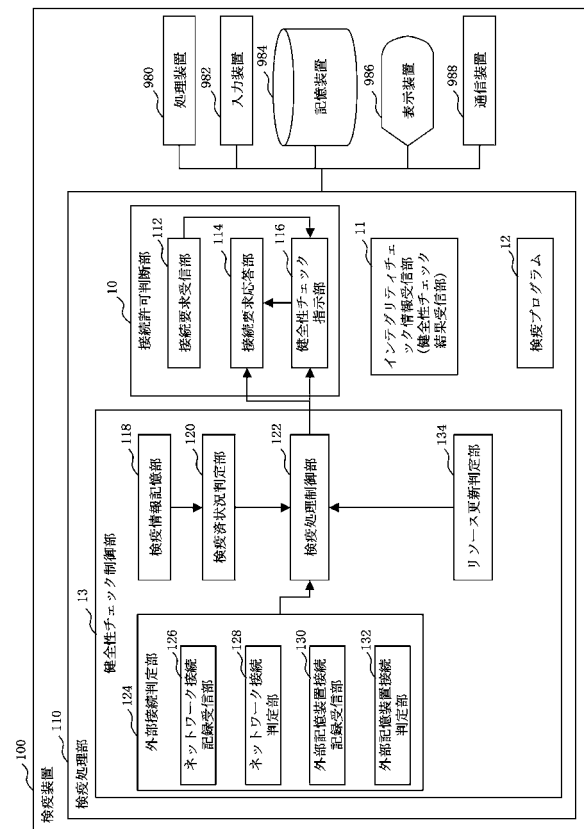 100
検疫装置
110
検疫処理部
13
健全性チェック制御部
124
外部接続判定部
126
ネットワーク接続
記録受信部
128
ネットワーク接続
判定部
130
外部記憶装置接続
記録受信部
132
外部記憶装置接続
判定部
118
検疫情報記憶部
120
検疫済状況判定部
122
検疫処理制御部
134
リソース更新判定部
10
接続許可判断部
112
接続要求受信部
114
接続要求応答部
116
健全性チェック
指示部
11
インテグリティチェ
ック情報受信部
(健全性チェック
結果受信部)
12
検疫プログラム
980
処理装置
982
入力装置
984
記憶装置
986
表示装置
988
通信装置